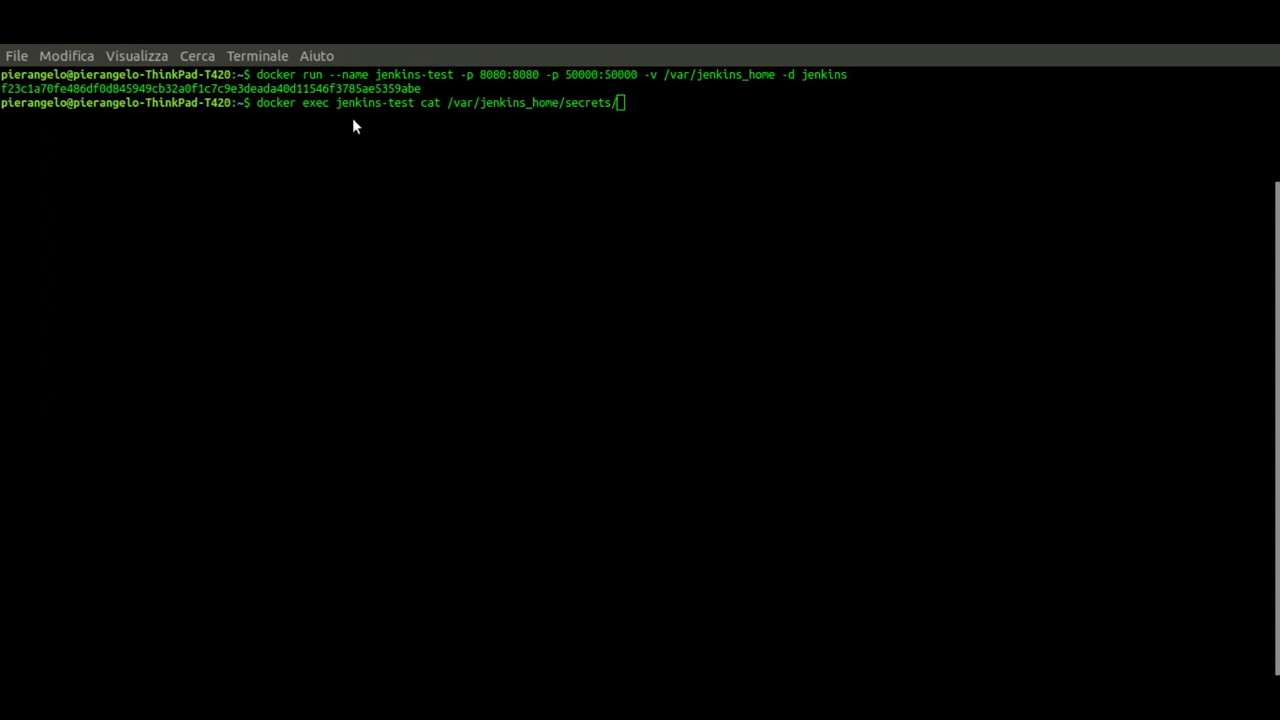 File Modifica Visualizza Cerca Terminale Aiuto
pierangelo@pierangelo-ThinkPad-T420:~$ docker run --name jenkins-test -p 8080:8080 -p 50000:50000 -v /var/jenkins_home -d jenkins
f23c1a70fe486df0d845949cb32a0f1c7c9e3deada40d11546f3785ae5359abe
pierangelo@pierangelo-ThinkPad-T420:~$ docker exec jenkins-test cat /var/jenkins_home/secrets/